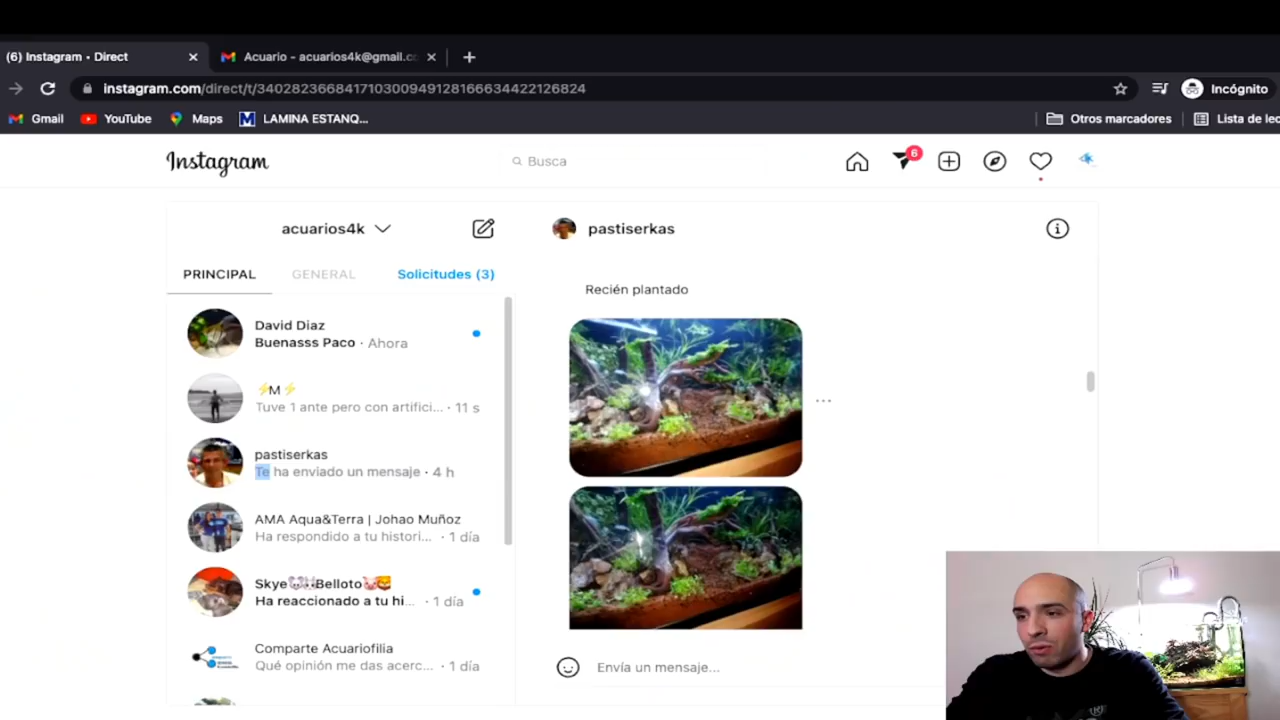 (6) Instagram • Direct
Acuario - acuarios4k@gmail.c
instagram.com/direct/t/340282366841710300949128166634422126824
Incógnito
Gmail
YouTube
Maps
LAMINA ESTANQ...
Otros marcadores
Lista de lec
Instagram
Busca
6
acuarios4k
pastiserkas
PRINCIPAL
GENERAL
Solicitudes (3)
Recién plantado
David Diaz
Buenasss Paco · Ahora
⚡M⚡
Tuve 1 ante pero con artifici... · 11 s
pastiserkas
Te ha enviado un mensaje · 4 h
AMA Aqua&Terra | Johao Muñoz
Ha respondido a tu histori... · 1 día
Skye🐭🐭Belloto🐷🦁
Ha reaccionado a tu hi... · 1 día
Comparte Acuariofilia
Qué opinión me das acerc... · 1 día
Envía un mensaje...